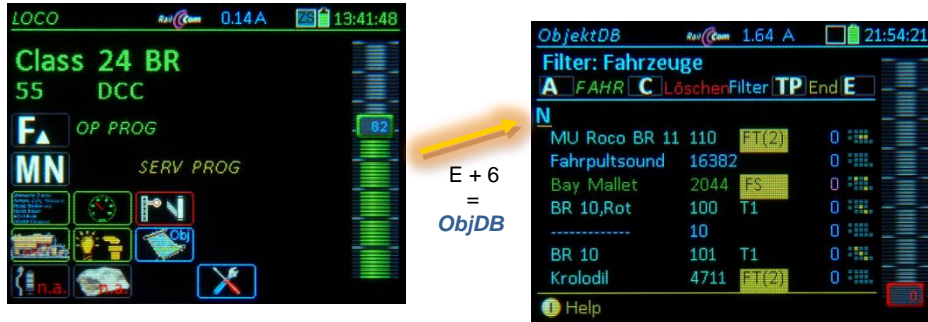 LOCO RailCom 0.14 A ZS 13:41:48
Class 24 BR
55 DCC
F▲ OP PROG
82
MN SERV PROG
Obj
n.a. n.a.
E + 6
=
ObjDB
ObjektDB RailCom 1.64 A 21:54:21
Filter: Fahrzeuge
A FAHR C LöschenFilter TP End E
N
MU Roco BR 11 110 FT(2) 0
Fahrpultsound 16382 0
Bay Mallet 2044 FS 0
BR 10,Rot 100 T1 0
------------- 10 0
BR 10 101 T1 0
Krolodil 4711 FT(2) 0
0
i Help